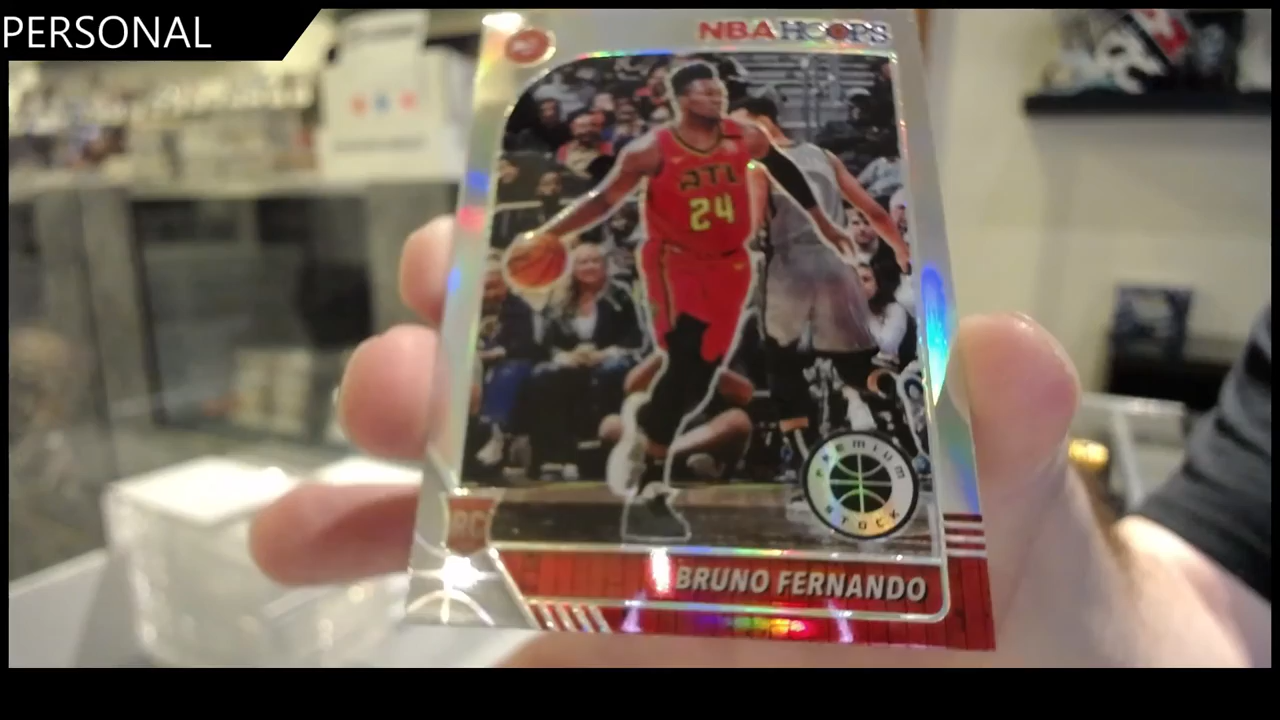 PERSONAL
NBA HOOPS
ATL
24
PREMIUM
STOCK
RC
BRUNO FERNANDO